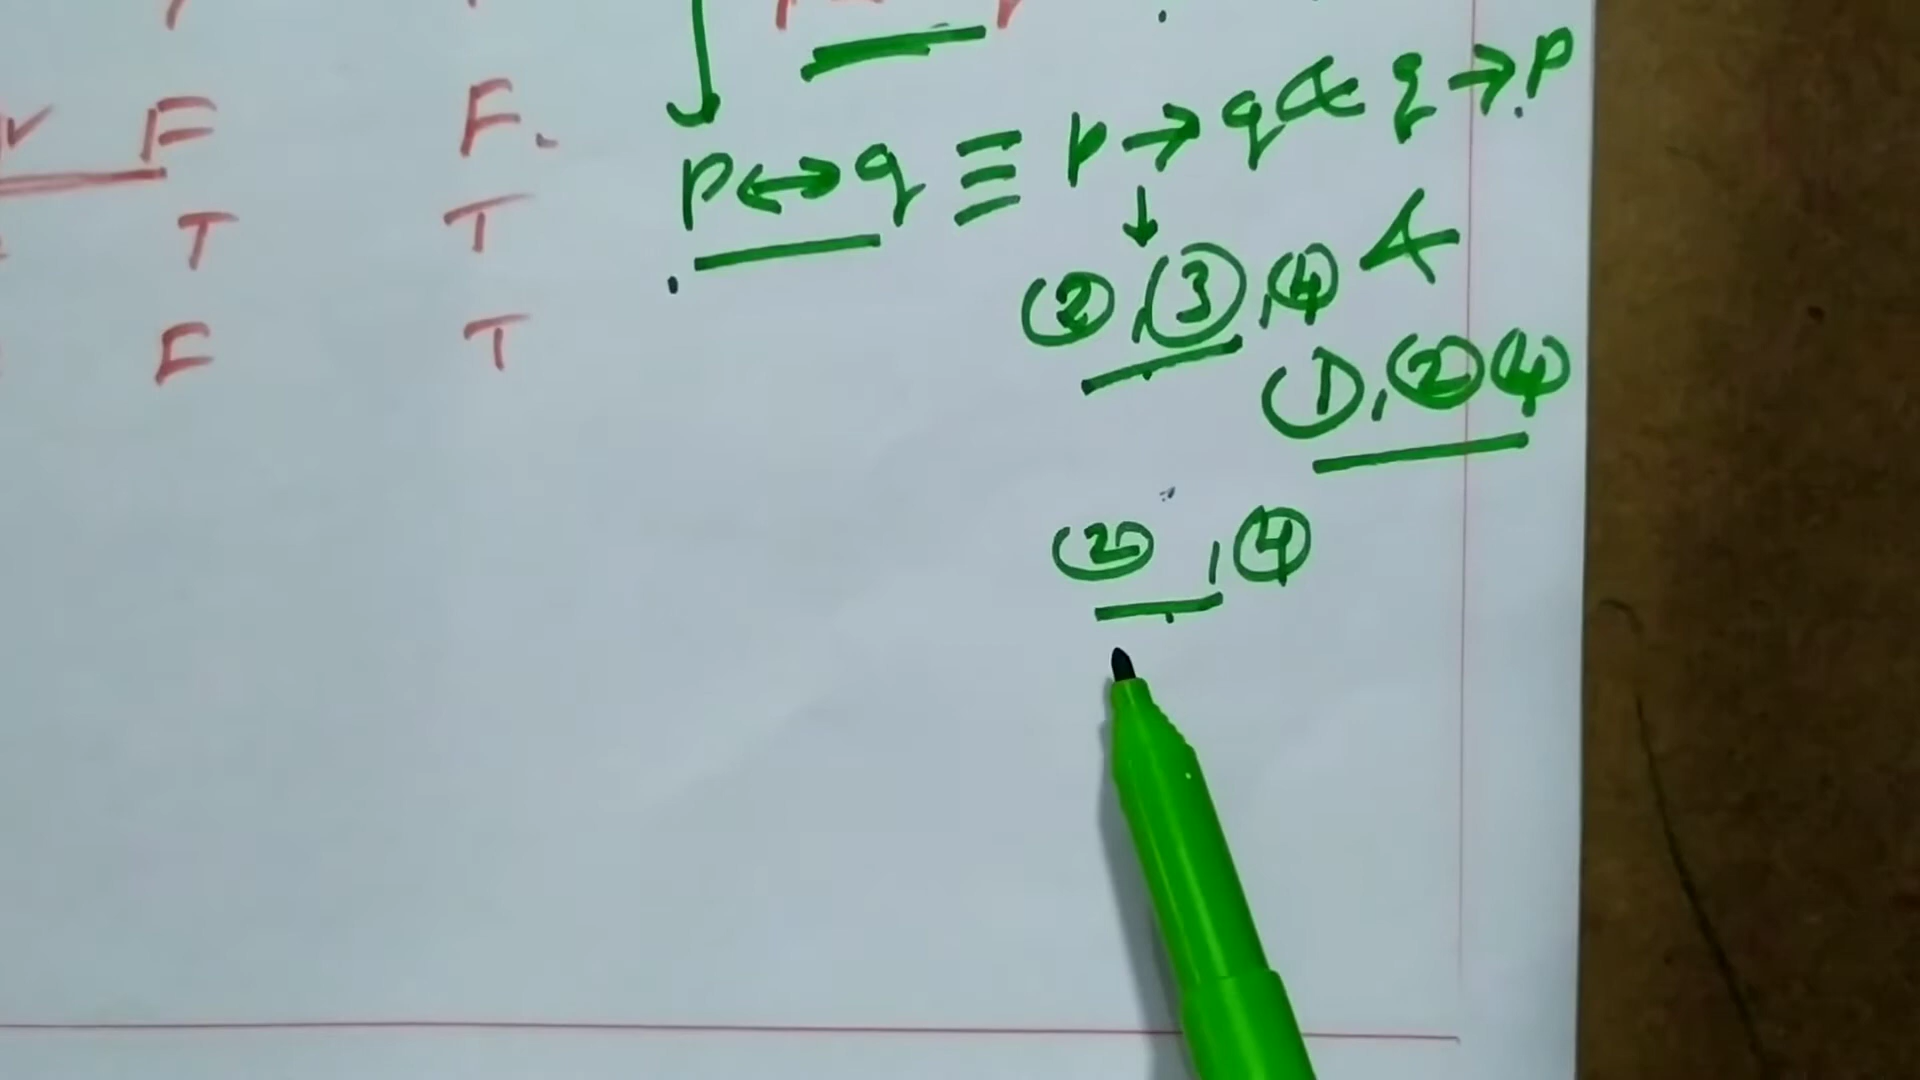 F F.
T T
F T
p ↔ q ≡ p → q & q → p
↓
②, ③, ④ &
①, ② ④
② , ④